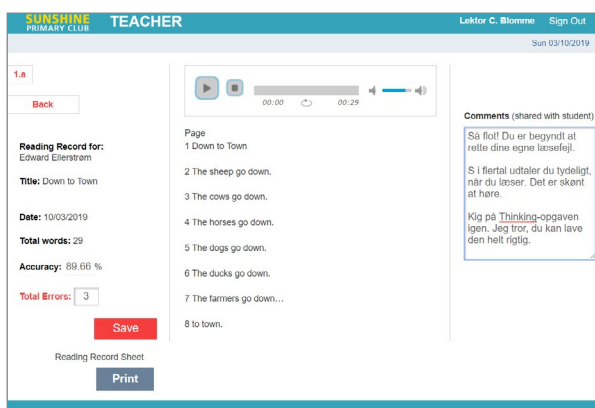 SUNSHINE
PRIMARY CLUB
TEACHER
Lektor C. Blomme Sign Out
Sun 03/10/2019
1.a
Back
Reading Record for:
Edward Ellerstrøm
Title: Down to Town
Date: 10/03/2019
Total words: 29
Accuracy: 89.66 %
Total Errors: 3
Save
Reading Record Sheet
Print
00:00 00:29
Page
1 Down to Town
2 The sheep go down.
3 The cows go down.
4 The horses go down.
5 The dogs go down.
6 The ducks go down.
7 The farmers go down…
8 to town.
Comments (shared with student)
Så flot! Du er begyndt at
rette dine egne læsefejl.
S i flertal udtaler du tydeligt,
når du læser. Det er skønt
at høre.
Kig på Thinking-opgaven
igen. Jeg tror, du kan lave
den helt rigtig.